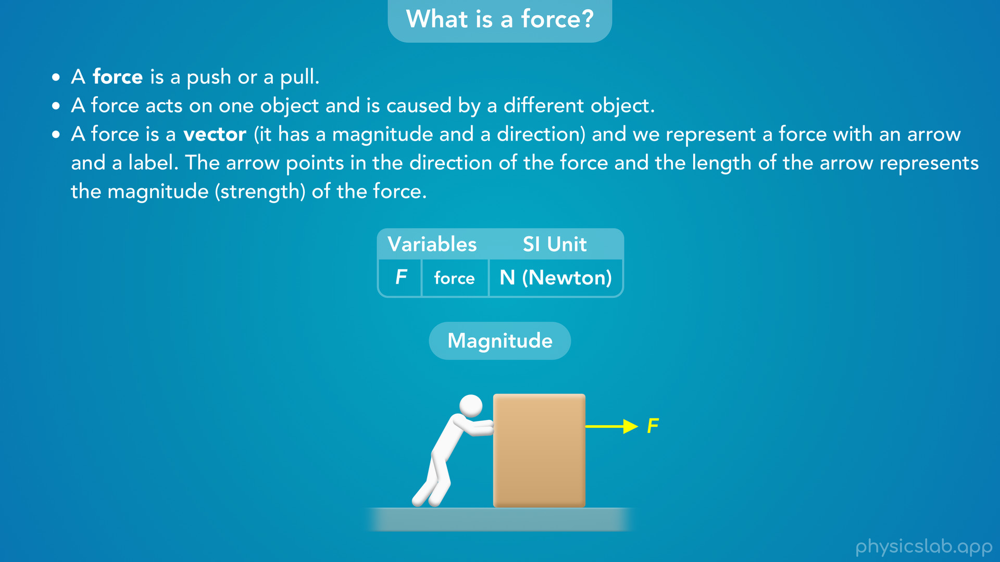 What is a force?
• A force is a push or a pull.
• A force acts on one object and is caused by a different object.
• A force is a vector (it has a magnitude and a direction) and we represent a force with an arrow
and a label. The arrow points in the direction of the force and the length of the arrow represents
the magnitude (strength) of the force.
Variables SI Unit
F force N (Newton)
Magnitude
F
physicslab.app